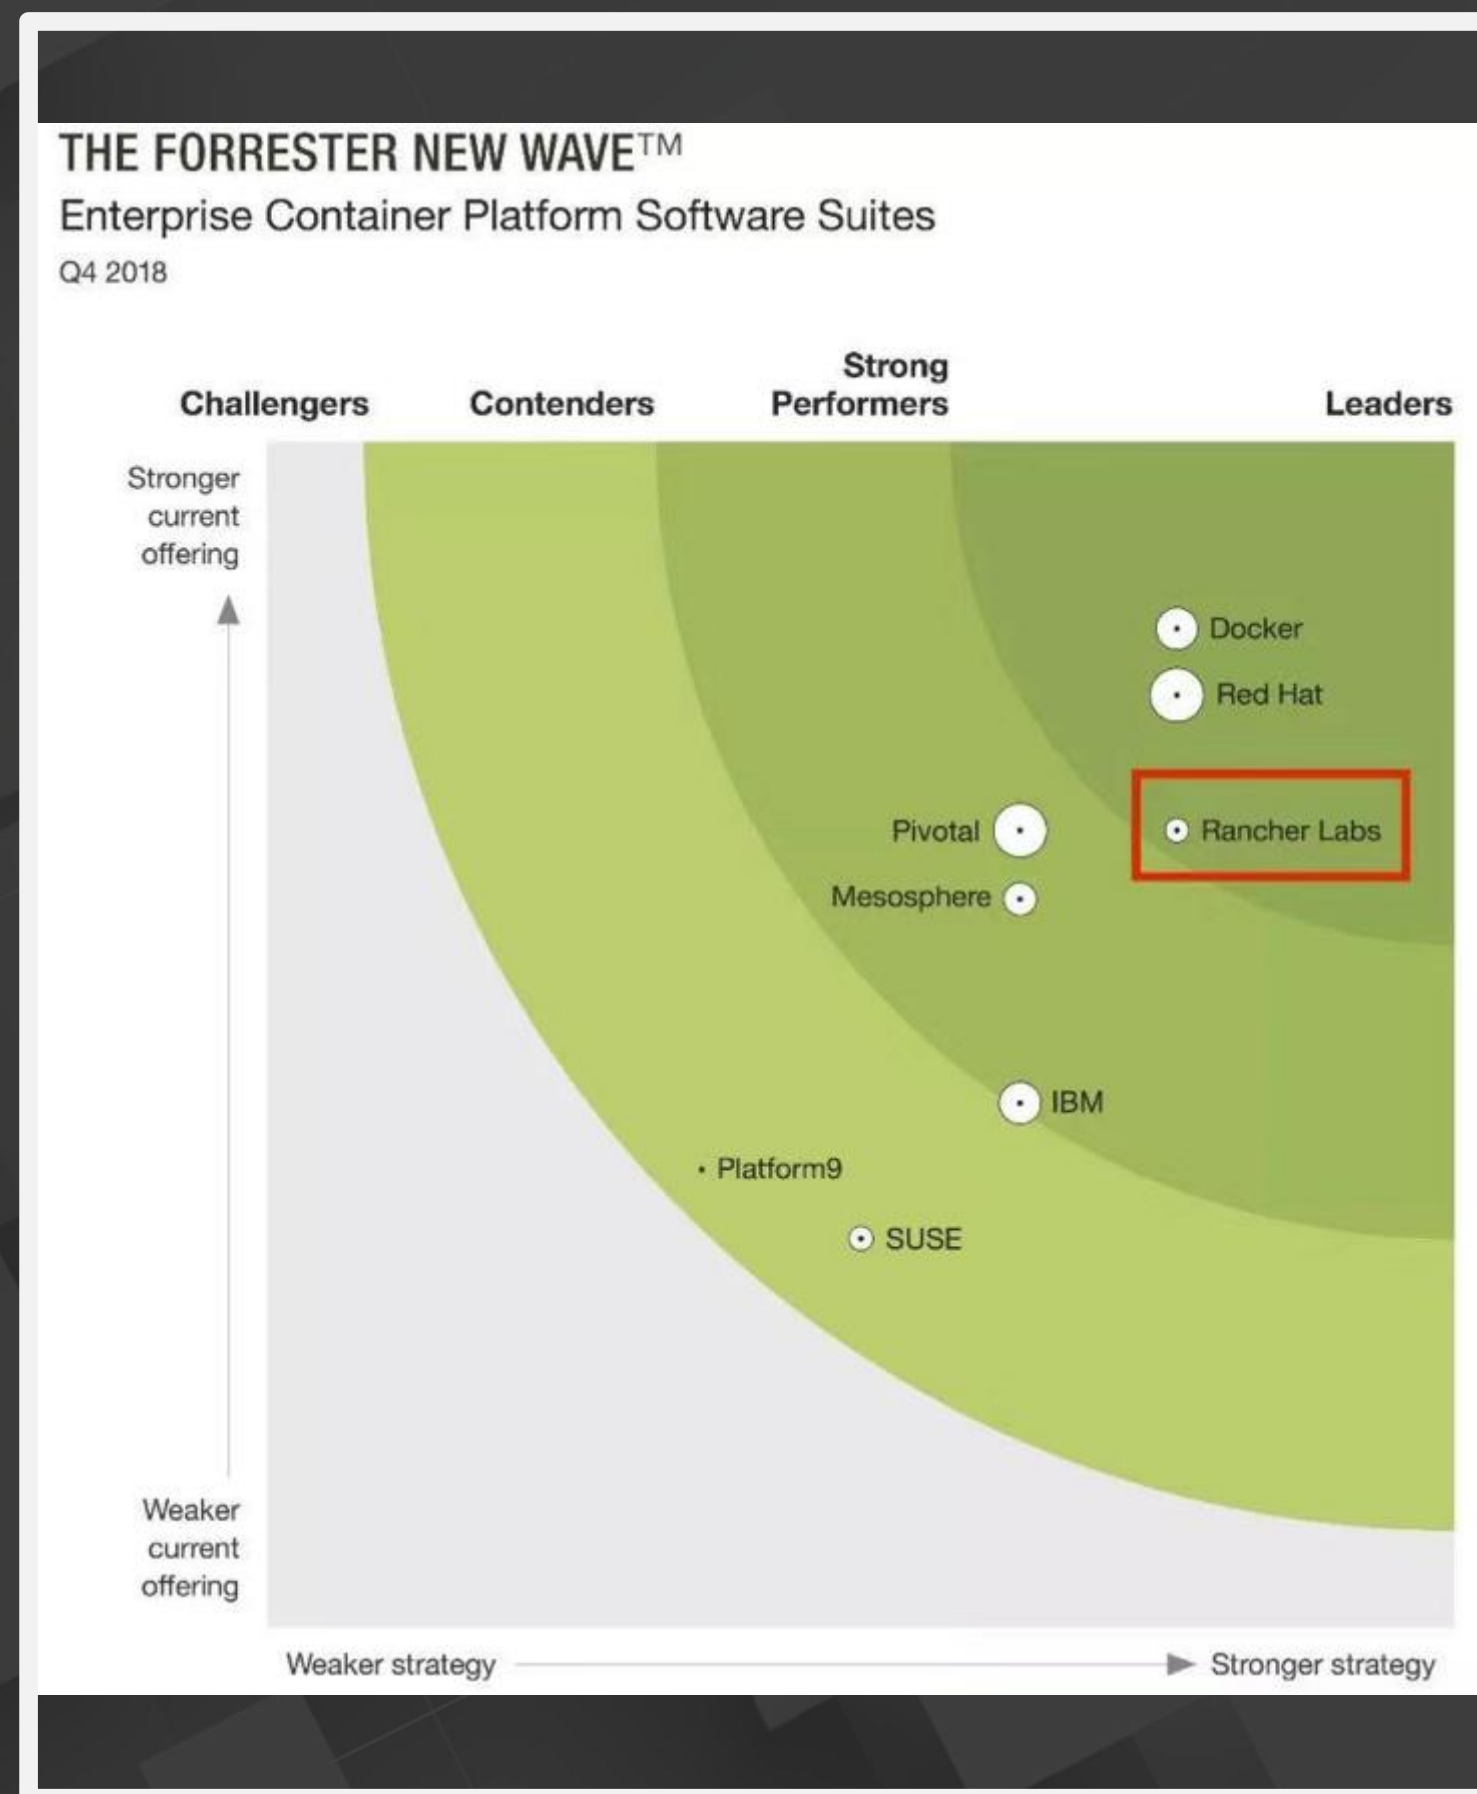 THE FORRESTER NEW WAVE™
Enterprise Container Platform Software Suites
Q4 2018
Challengers
Contenders
Strong
Performers
Leaders
Stronger
current
offering
Docker
Red Hat
Pivotal
Rancher Labs
Mesosphere
IBM
Platform9
SUSE
Weaker
current
offering
Weaker strategy
Stronger strategy